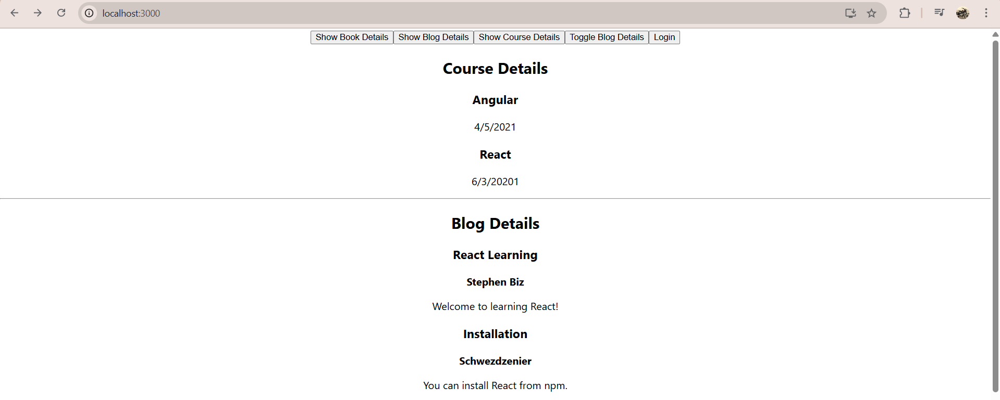 localhost:3000
Show Book Details Show Blog Details Show Course Details Toggle Blog Details Login
Course Details
Angular
4/5/2021
React
6/3/20201
Blog Details
React Learning
Stephen Biz
Welcome to learning React!
Installation
Schwezdzenier
You can install React from npm.